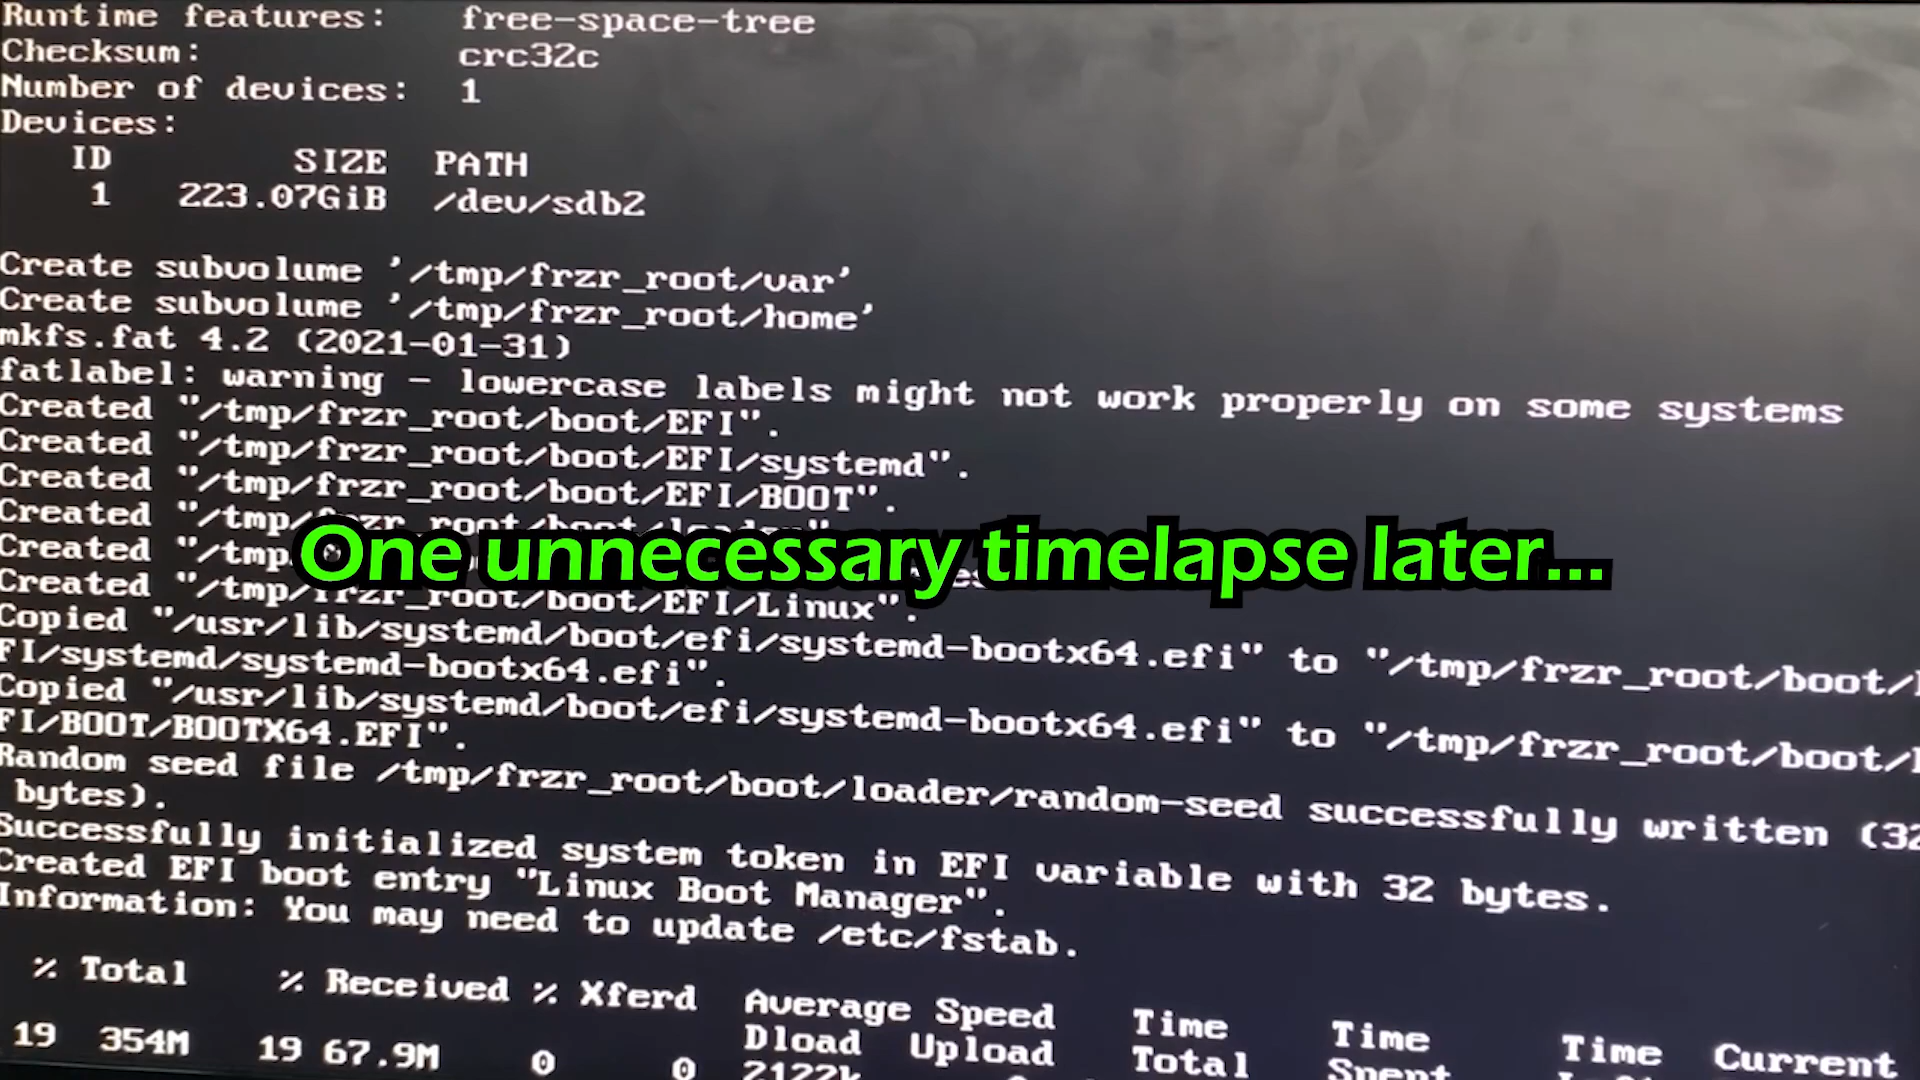 Runtime features: free-space-tree
Checksum: crc32c
Number of devices: 1
Devices:
ID SIZE PATH
1 223.07GiB /dev/sdb2
Create subvolume '/tmp/frzr_root/var'
Create subvolume '/tmp/frzr_root/home'
mkfs.fat 4.2 (2021-01-31)
fatlabel: warning - lowercase labels might not work properly on some systems
Created "/tmp/frzr_root/boot/EFI".
Created "/tmp/frzr_root/boot/EFI/systemd".
Created "/tmp/frzr_root/boot/EFI/BOOT".
Created "/tmp/frzr_root/boot/loader".
Created "/tmp
One unnecessary timelapse later...
Created "/tmp/frzr_root/boot/EFI/Linux".
Copied "/usr/lib/systemd/boot/efi/systemd-bootx64.efi" to "/tmp/frzr_root/boot/E
FI/systemd/systemd-bootx64.efi".
Copied "/usr/lib/systemd/boot/efi/systemd-bootx64.efi" to "/tmp/frzr_root/boot/E
FI/BOOT/BOOTX64.EFI".
Random seed file /tmp/frzr_root/boot/loader/random-seed successfully written (32
bytes).
Successfully initialized system token in EFI variable with 32 bytes.
Created EFI boot entry "Linux Boot Manager".
Information: You may need to update /etc/fstab.
% Total % Received % Xferd Average Speed Time Time Time Current
Dload Upload Total Spent
19 354M 19 67.9M 0 0 2122k